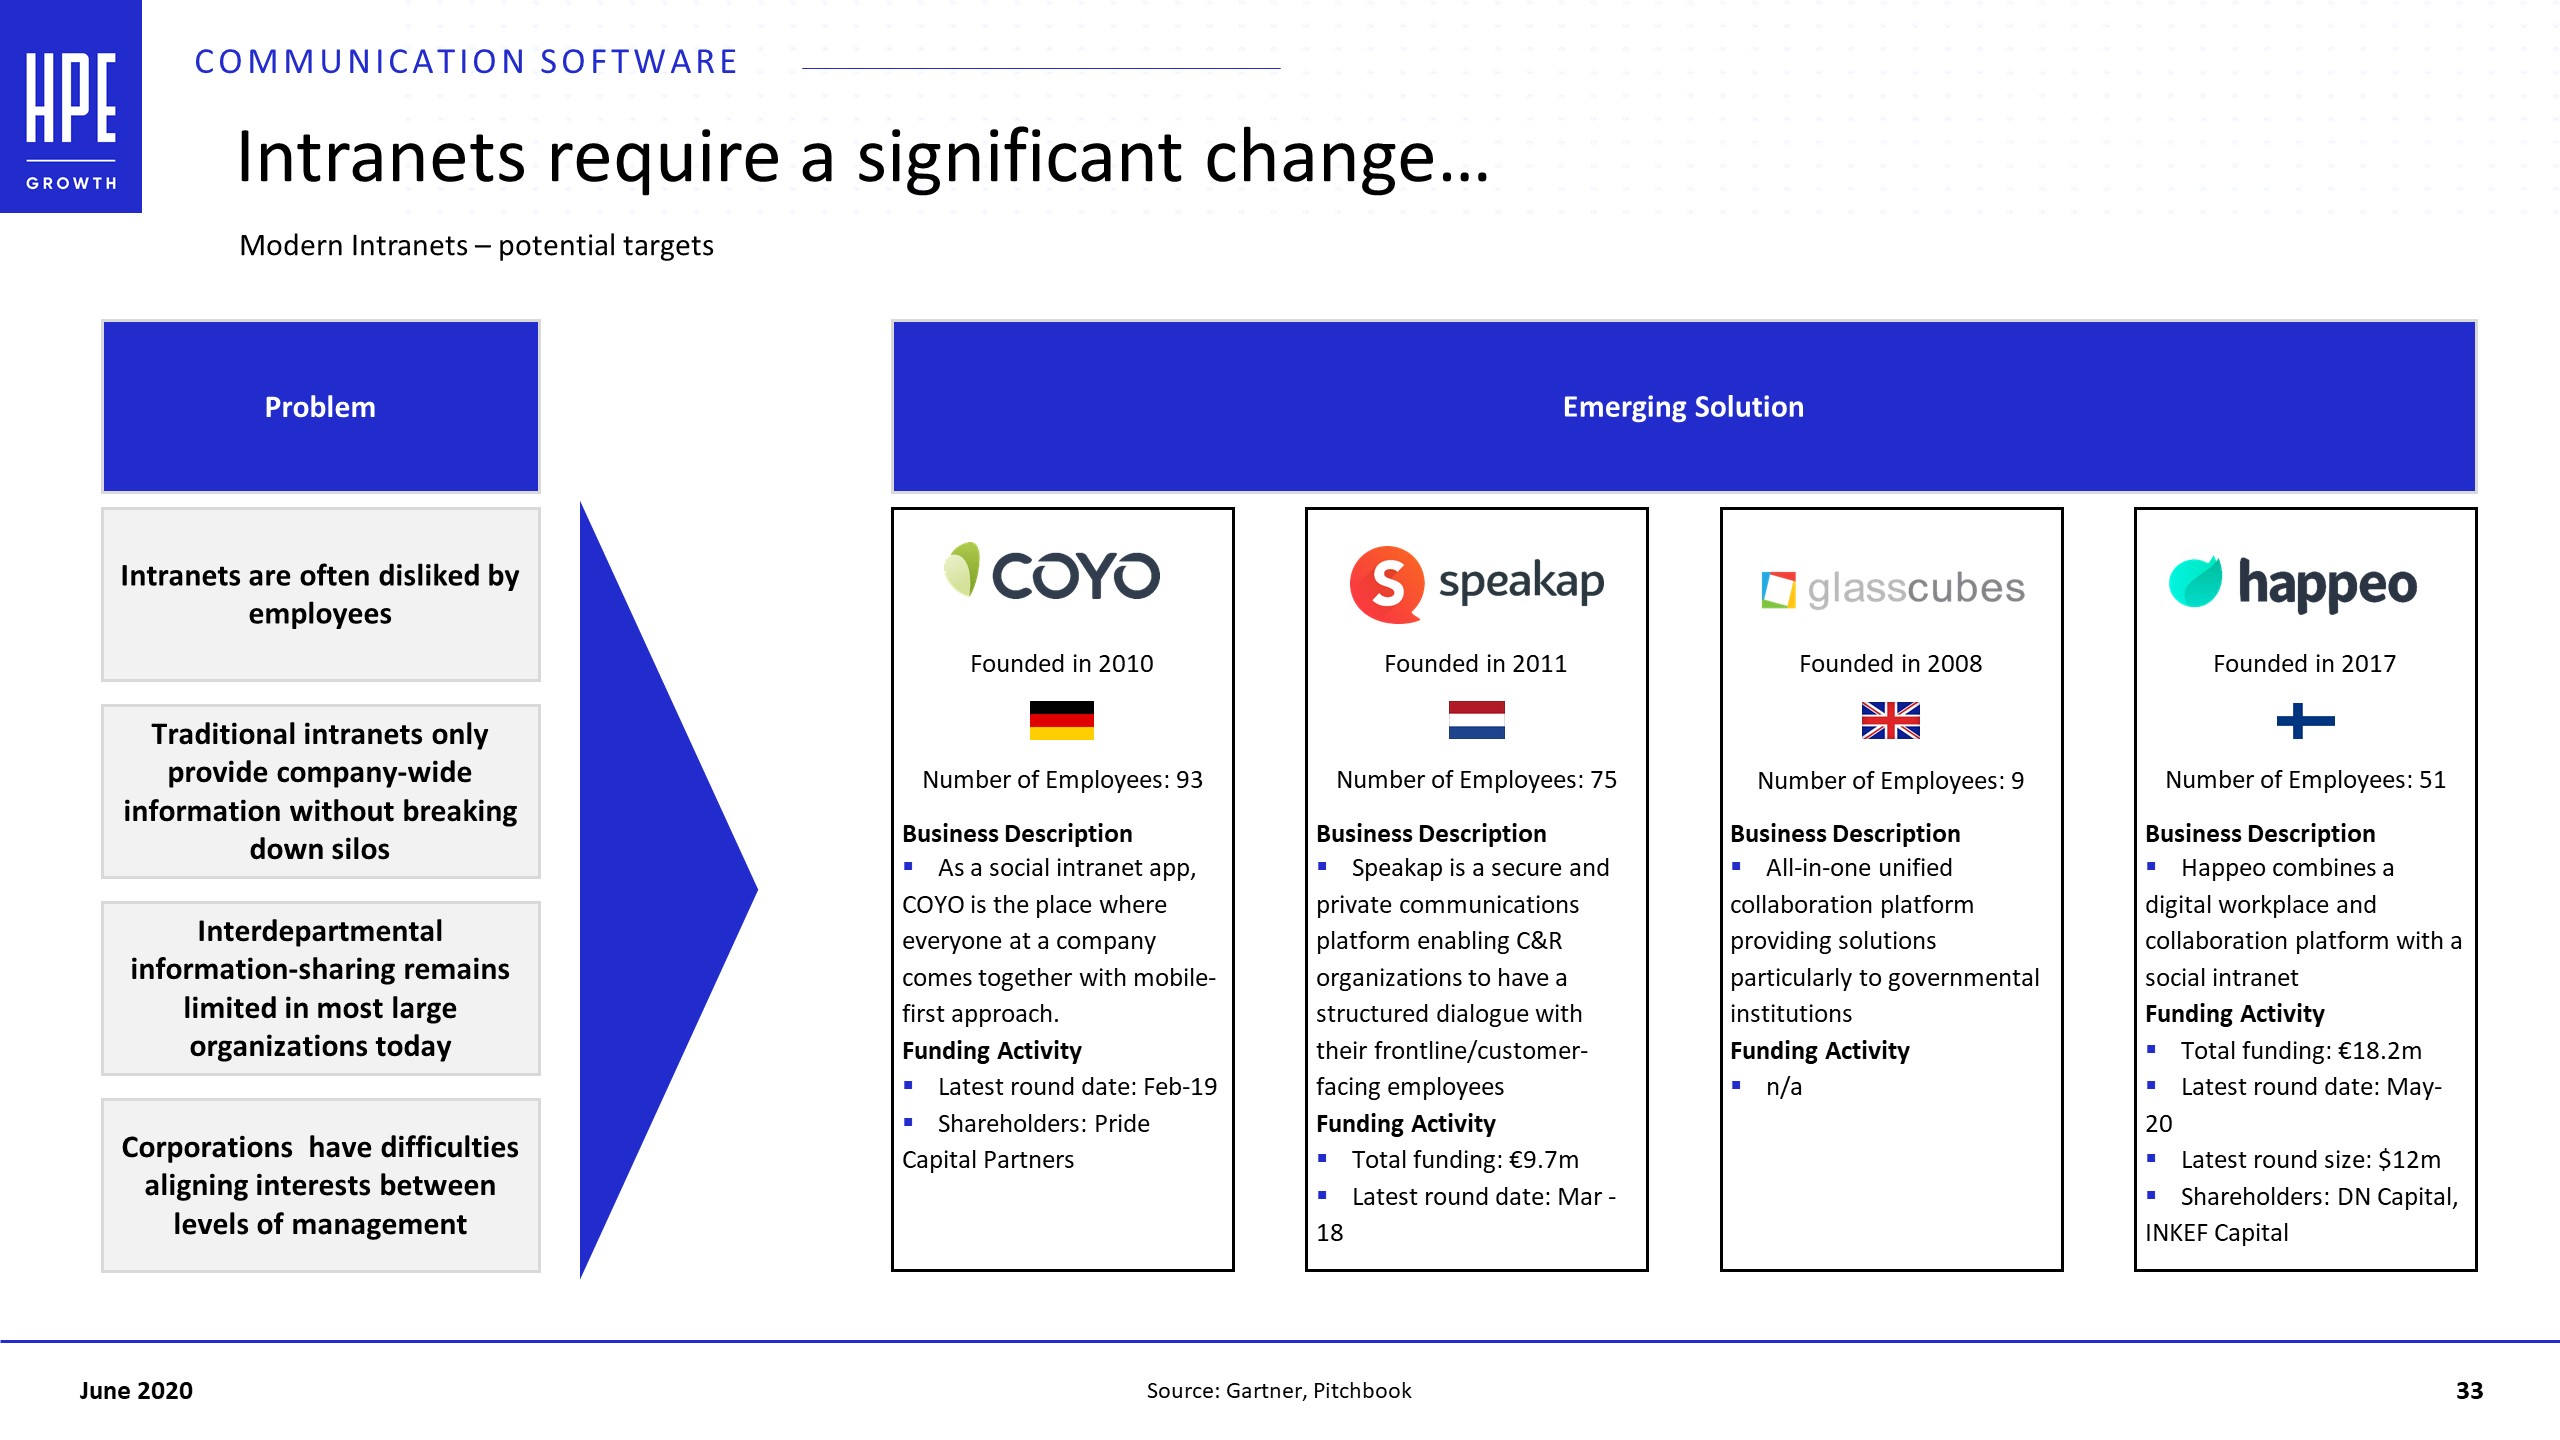 HPE
GROWTH
COMMUNICATION SOFTWARE
Intranets require a significant change...
Modern Intranets – potential targets
Problem
Intranets are often disliked by
employees
Traditional intranets only
provide company-wide
information without breaking
down silos
Interdepartmental
information-sharing remains
limited in most large
organizations today
Corporations  have difficulties
aligning interests between
levels of management
Emerging Solution
COYO
Founded in 2010
Number of Employees: 93
Business Description
▪ As a social intranet app,
COYO is the place where
everyone at a company
comes together with mobile-
first approach.
Funding Activity
▪ Latest round date: Feb-19
▪ Shareholders: Pride
Capital Partners
S speakap
Founded in 2011
Number of Employees: 75
Business Description
▪ Speakap is a secure and
private communications
platform enabling C&R
organizations to have a
structured dialogue with
their frontline/customer-
facing employees
Funding Activity
▪ Total funding: €9.7m
▪ Latest round date: Mar -
18
glasscubes
Founded in 2008
Number of Employees: 9
Business Description
▪ All-in-one unified
collaboration platform
providing solutions
particularly to governmental
institutions
Funding Activity
▪ n/a
happeo
Founded in 2017
Number of Employees: 51
Business Description
▪ Happeo combines a
digital workplace and
collaboration platform with a
social intranet
Funding Activity
▪ Total funding: €18.2m
▪ Latest round date: May-
20
▪ Latest round size: $12m
▪ Shareholders: DN Capital,
INKEF Capital
June 2020
Source: Gartner, Pitchbook
33